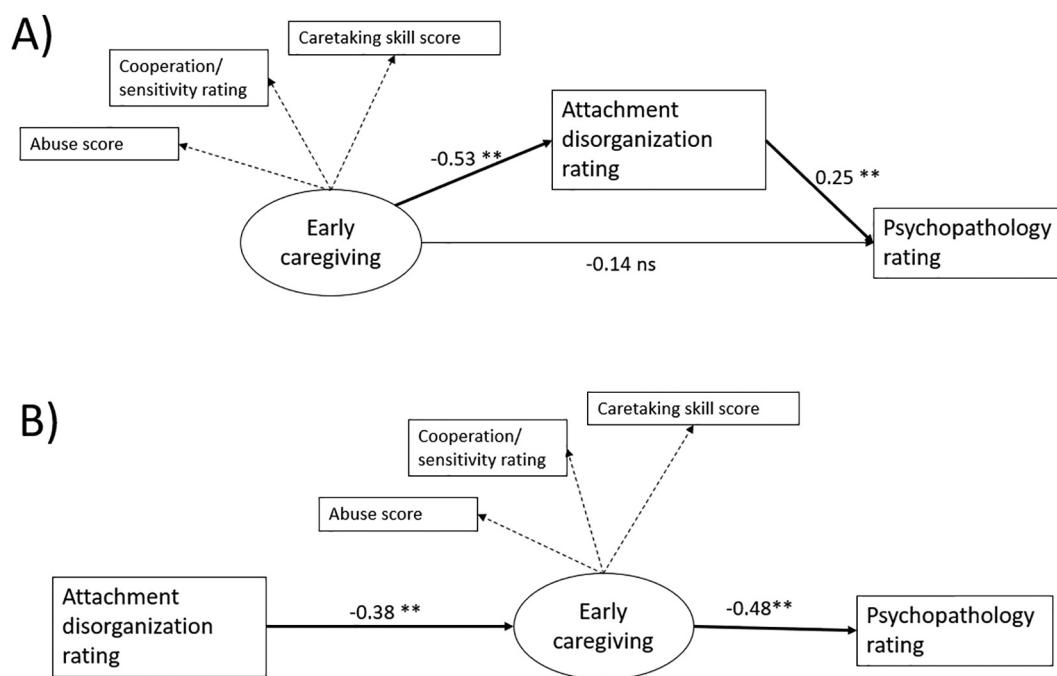 A)
Caretaking skill score
Cooperation/
sensitivity rating
Abuse score
Attachment
disorganization
rating
-0.53 **
0.25 **
Early
caregiving
Psychopathology
rating
-0.14 ns
B)
Caretaking skill score
Cooperation/
sensitivity rating
Abuse score
Attachment
disorganization
rating
-0.38 **
Early
caregiving
-0.48**
Psychopathology
rating